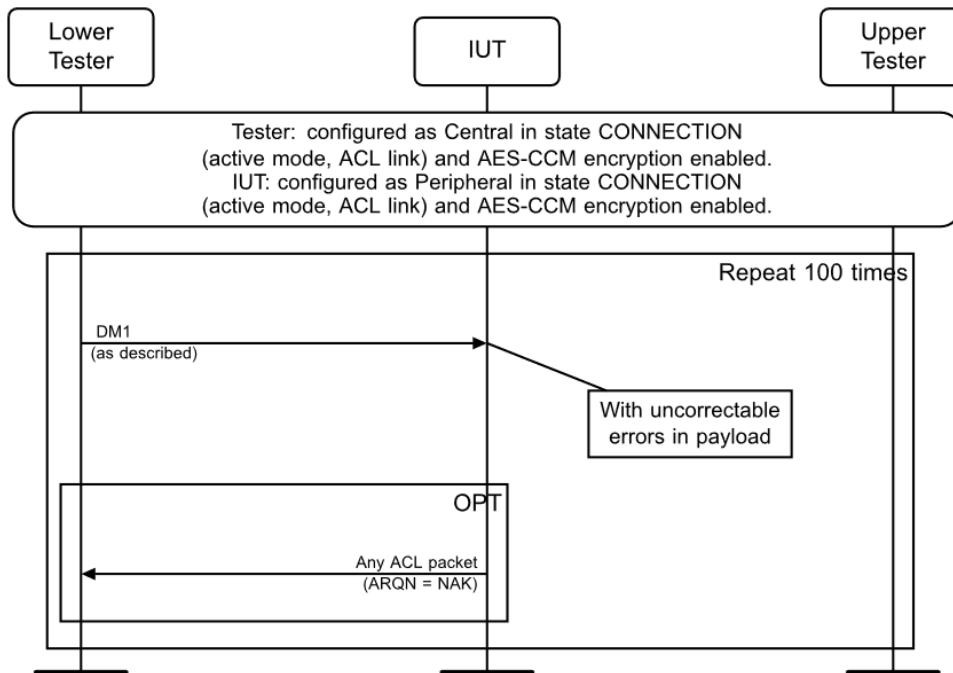 Lower
Tester
IUT
Upper
Tester
Tester: configured as Central in state CONNECTION
(active mode, ACL link) and AES-CCM encryption enabled.
IUT: configured as Peripheral in state CONNECTION
(active mode, ACL link) and AES-CCM encryption enabled.
Repeat 100 times
DM1
(as described)
With uncorrectable
errors in payload
OPT
Any ACL packet
(ARQN = NAK)